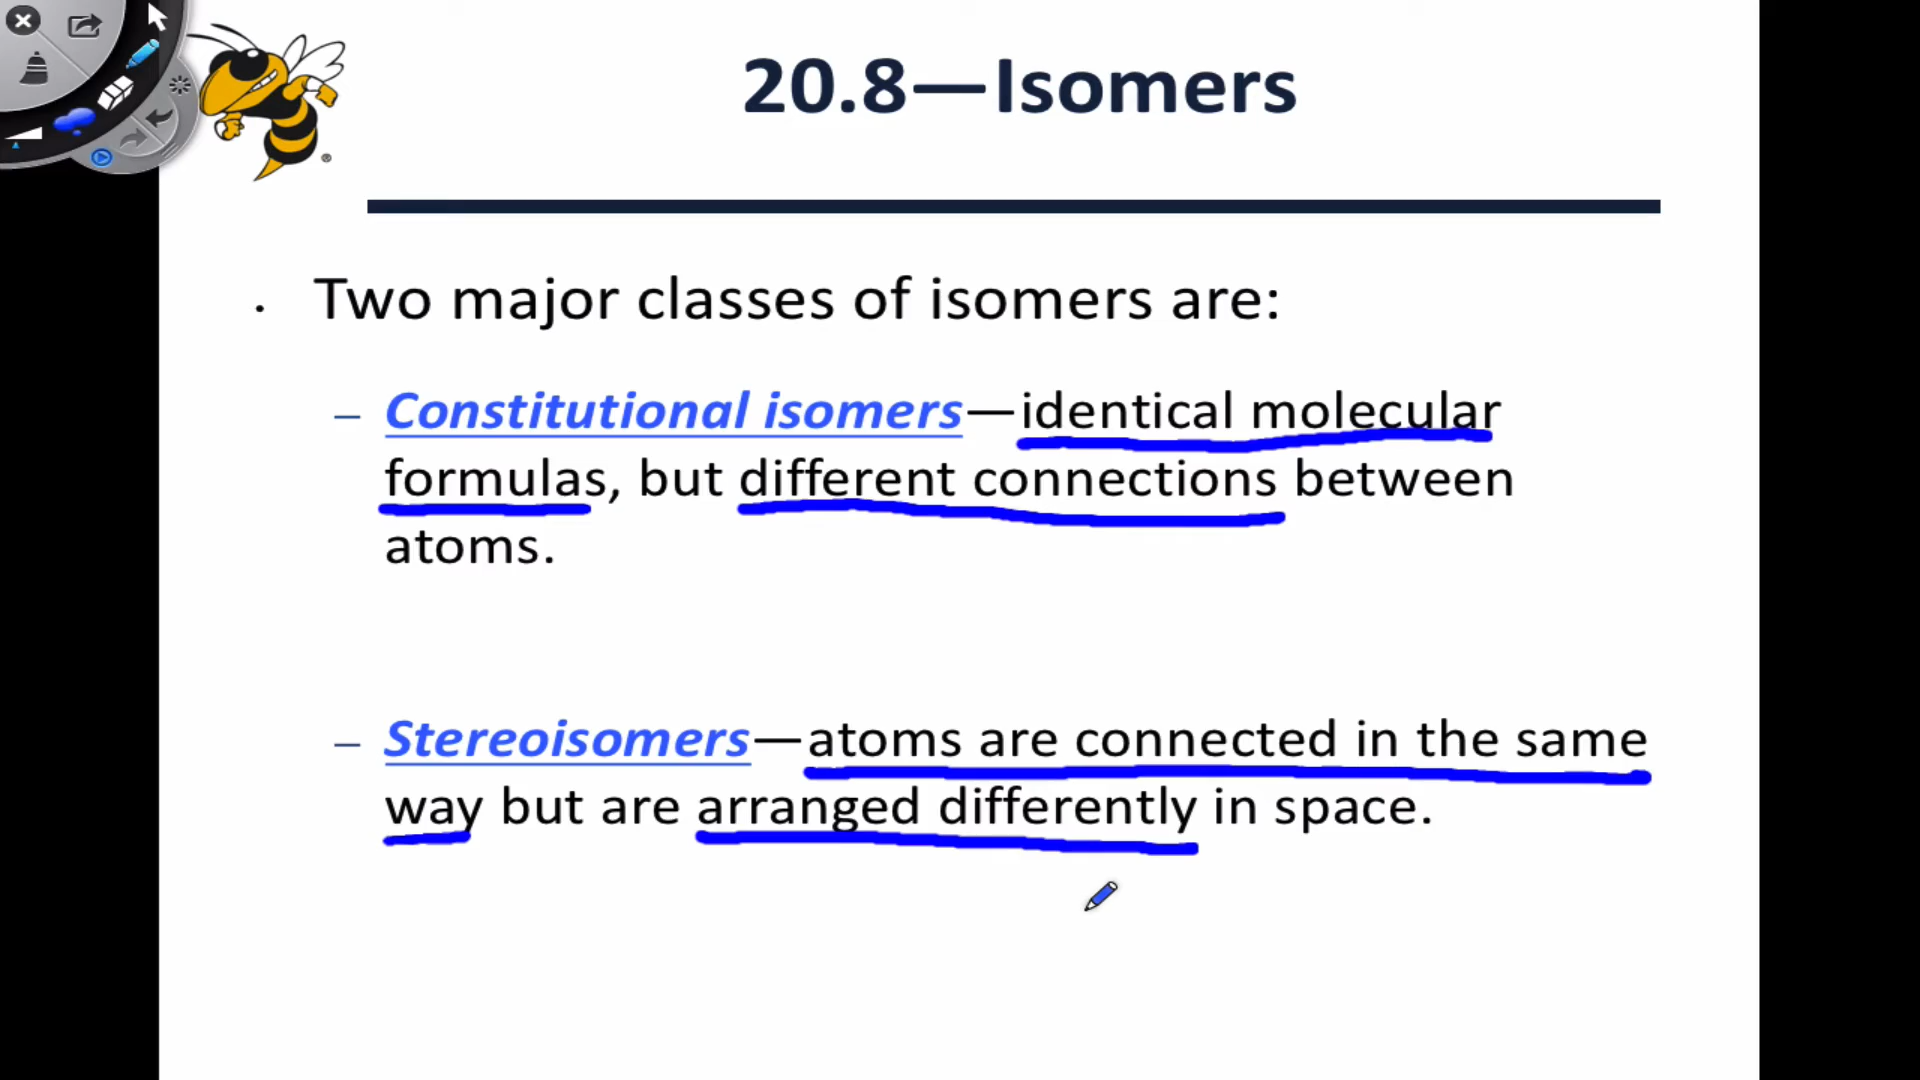 20.8—Isomers
· Two major classes of isomers are:
– Constitutional isomers—identical molecular
formulas, but different connections between
atoms.
– Stereoisomers—atoms are connected in the same
way but are arranged differently in space.
®